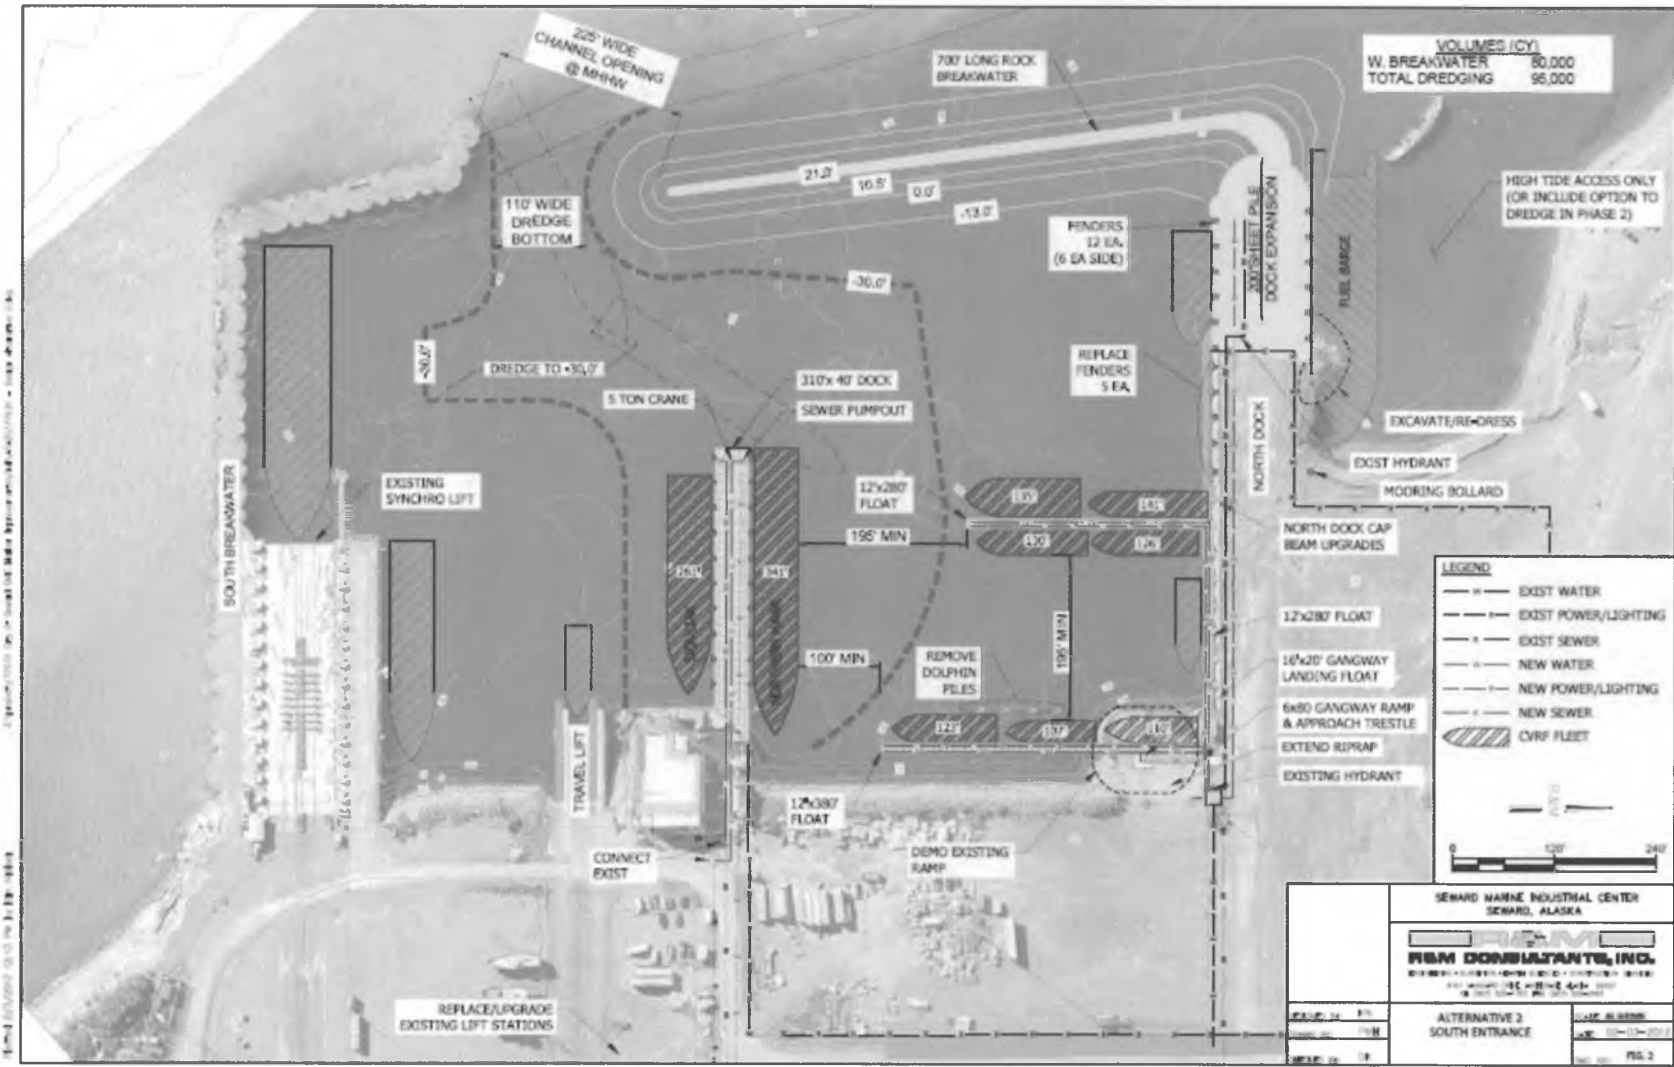 225' WIDE
CHANNEL OPENING
@ MHHW
700' LONG ROCK
BREAKWATER
VOLUMES (CY)
W. BREAKWATER 80,000
TOTAL DREDGING 95,000
21.0'
10.5'
0.0'
-13.0'
110' WIDE
DREDGE
BOTTOM
FENDERS
12 EA.
(6 EA SIDE)
200' SHEET PILE
DOCK EXPANSION
FUEL BARGE
HIGH TIDE ACCESS ONLY
(OR INCLUDE OPTION TO
DREDGE IN PHASE 2)
-30.0'
-30.0'
DREDGE TO -30.0'
5 TON CRANE
310'x 40' DOCK
SEWER PUMPOUT
REPLACE
FENDERS
5 EA.
NORTH DOCK
EXCAVATE/RE-DRESS
EXIST HYDRANT
MOORING BOLLARD
NORTH DOCK CAP
BEAM UPGRADES
SOUTH BREAKWATER
EXISTING
SYNCHRO LIFT
12'x280'
FLOAT
195' MIN
261'
341'
135'
141'
126'
195' MIN
100' MIN
REMOVE
DOLPHIN
PILES
123'
110'
12'x280' FLOAT
16'x20' GANGWAY
LANDING FLOAT
6x80 GANGWAY RAMP
& APPROACH TRESTLE
EXTEND RIPRAP
EXISTING HYDRANT
TRAVEL LIFT
12'x380'
FLOAT
CONNECT
EXIST
DEMO EXISTING
RAMP
REPLACE/UPGRADE
EXISTING LIFT STATIONS
LEGEND
EXIST WATER
EXIST POWER/LIGHTING
EXIST SEWER
NEW WATER
NEW POWER/LIGHTING
NEW SEWER
CVRF FLEET
0 120' 240'
SEWARD MARINE INDUSTRIAL CENTER
SEWARD, ALASKA
R&M CONSULTANTS, INC.
ALTERNATIVE 2
SOUTH ENTRANCE
FIG. 2